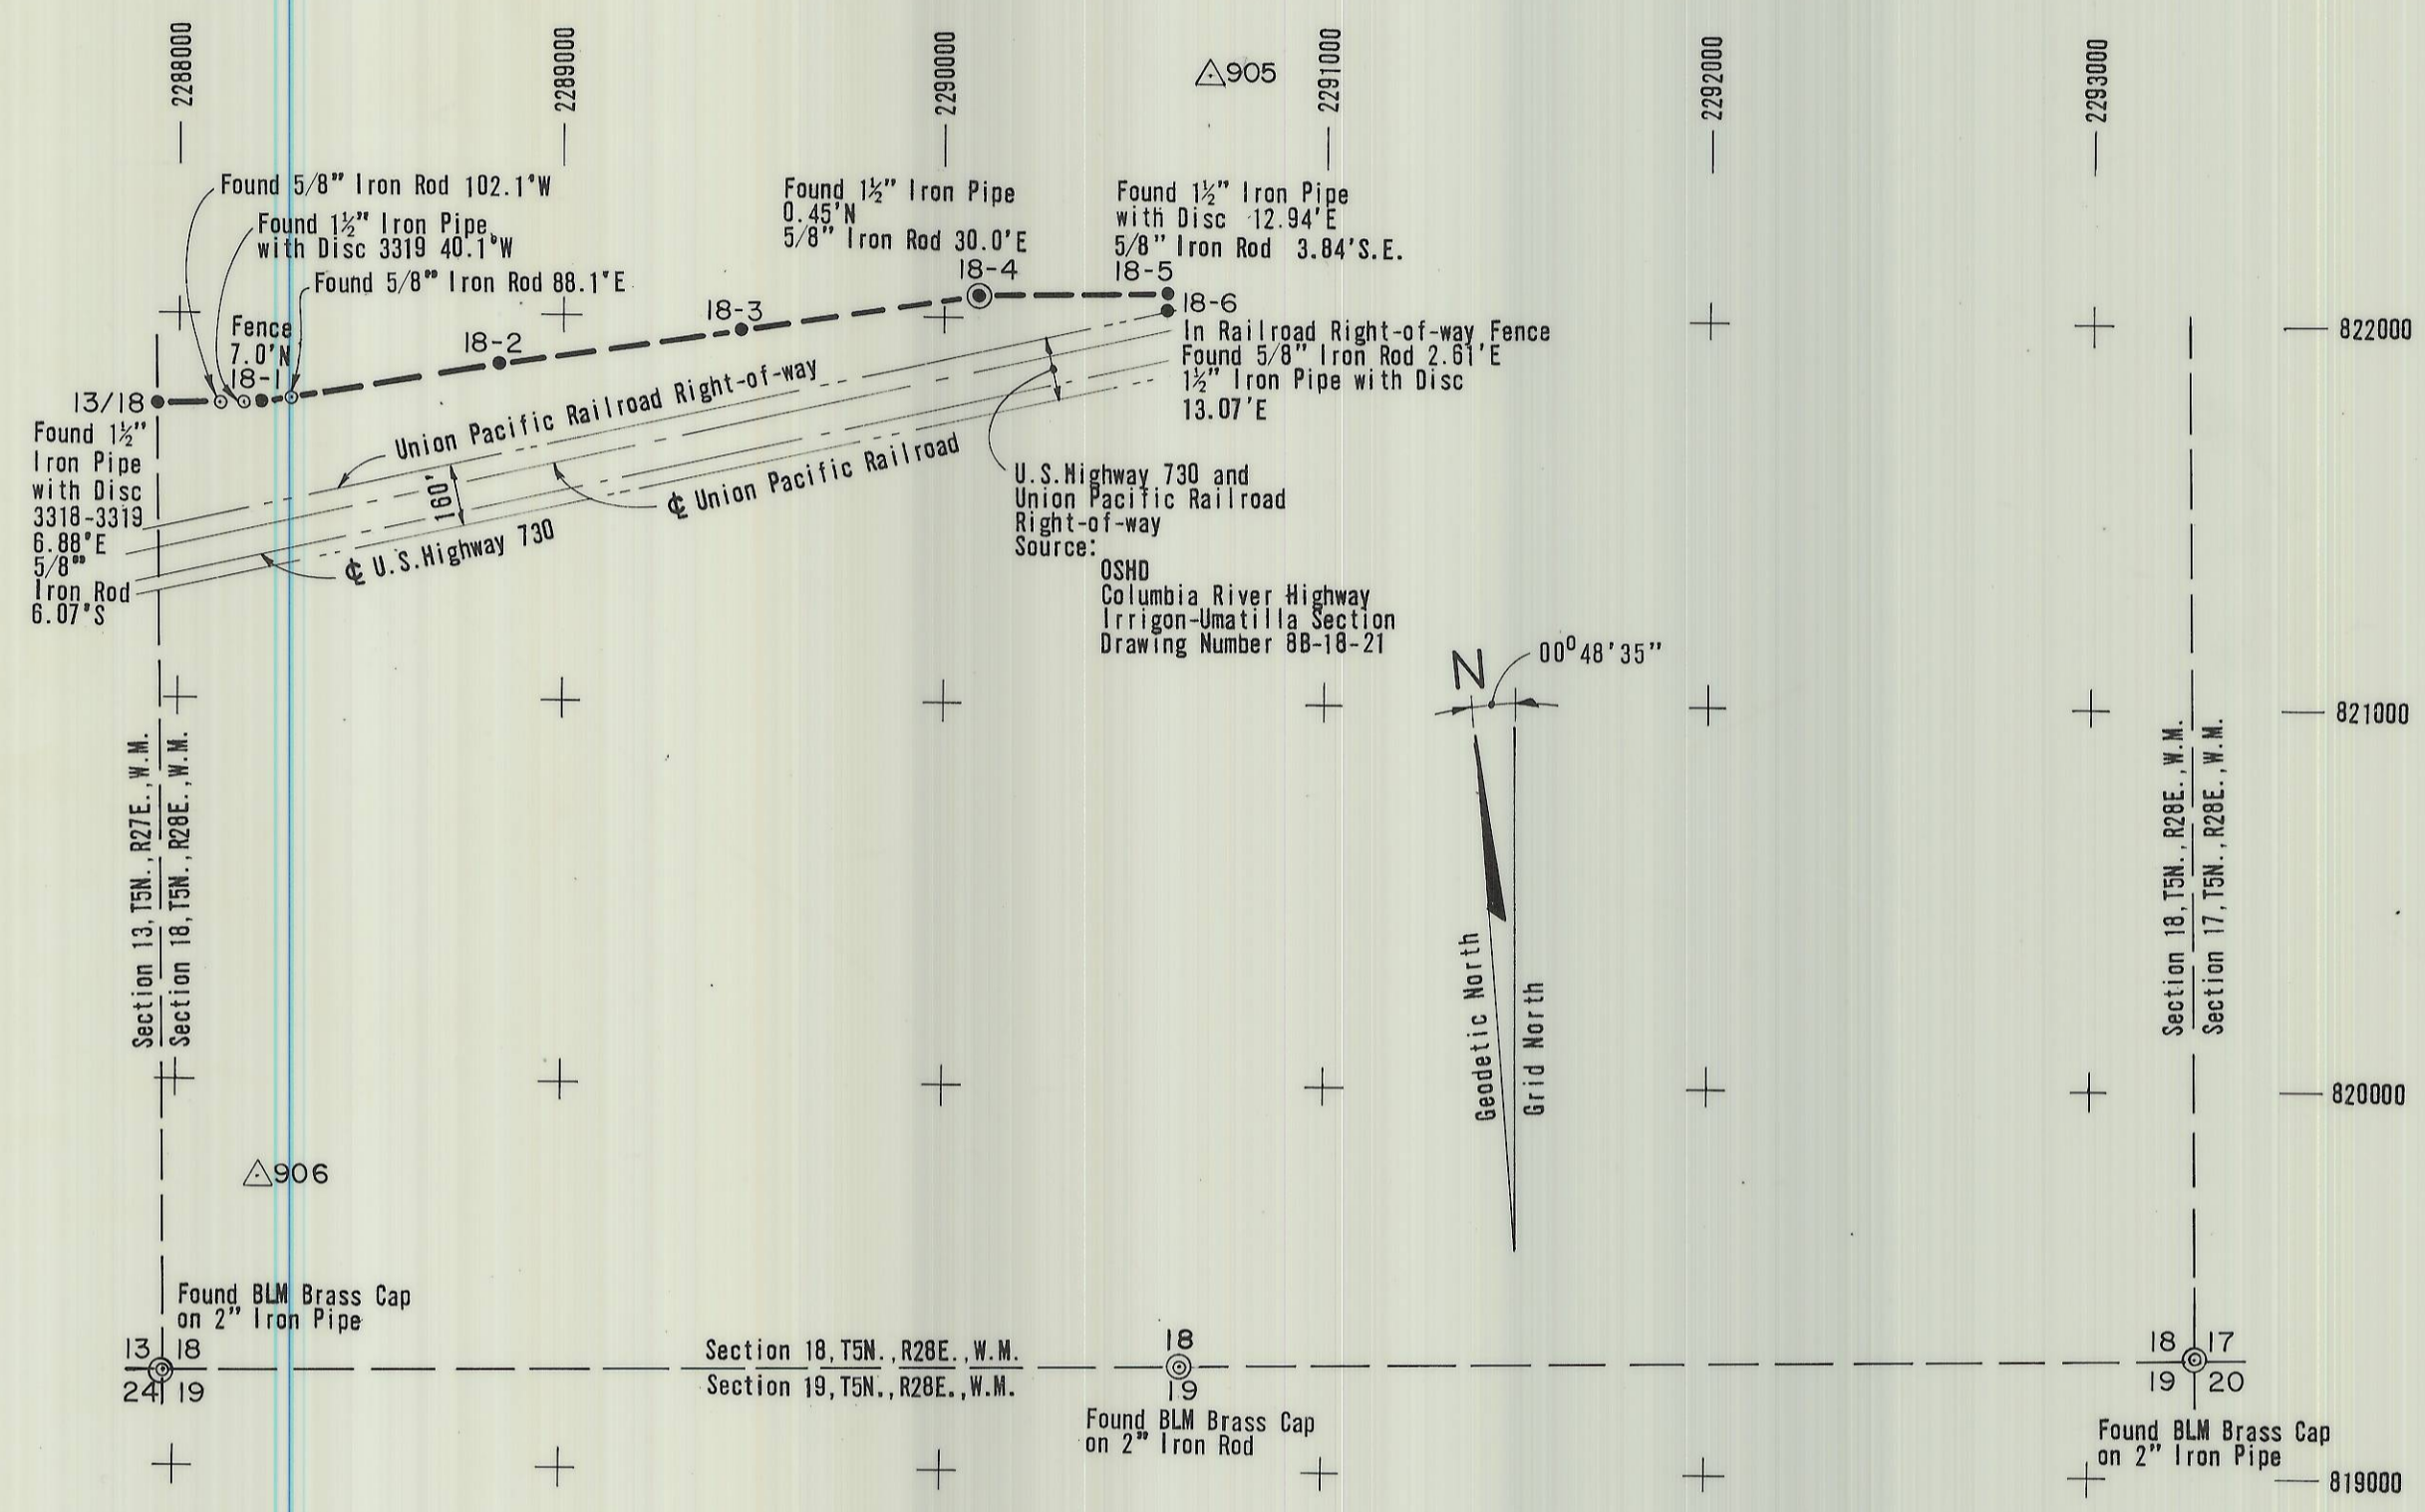 2288000
2289000
2290000
2291000
2292000
2293000
905
Found 5/8" Iron Rod 102.1'W
Found 1½" Iron Pipe
with Disc 3319 40.1'W
Found 5/8" Iron Rod 88.1'E
Fence
7.0'N
18-1
18-2
18-3
Found 1½" Iron Pipe
0.45'N
5/8" Iron Rod 30.0'E
18-4
Found 1½" Iron Pipe
with Disc 12.94'E
5/8" Iron Rod 3.84'S.E.
18-5
18-6
In Railroad Right-of-way Fence
Found 5/8" Iron Rod 2.61'E
1½" Iron Pipe with Disc
13.07'E
822000
13/18
Found 1½"
Iron Pipe
with Disc
3318-3319
6.88'E
5/8"
Iron Rod
6.07'S
Union Pacific Railroad Right-of-way
160'
℄ Union Pacific Railroad
℄ U.S.Highway 730
U.S.Highway 730 and
Union Pacific Railroad
Right-of-way
Source:
OSHD
Columbia River Highway
Irrigon-Umatilla Section
Drawing Number 8B-18-21
N
00°48'35"
Geodetic North
Grid North
821000
Section 13,T5N.,R27E.,W.M.
Section 18,T5N.,R28E.,W.M.
Section 18,T5N.,R28E.,W.M.
Section 17,T5N.,R28E.,W.M.
820000
906
Found BLM Brass Cap
on 2" Iron Pipe
13 18
24 19
Section 18,T5N.,R28E.,W.M.
Section 19,T5N.,R28E.,W.M.
18
19
Found BLM Brass Cap
on 2" Iron Rod
18 17
19 20
Found BLM Brass Cap
on 2" Iron Pipe
819000